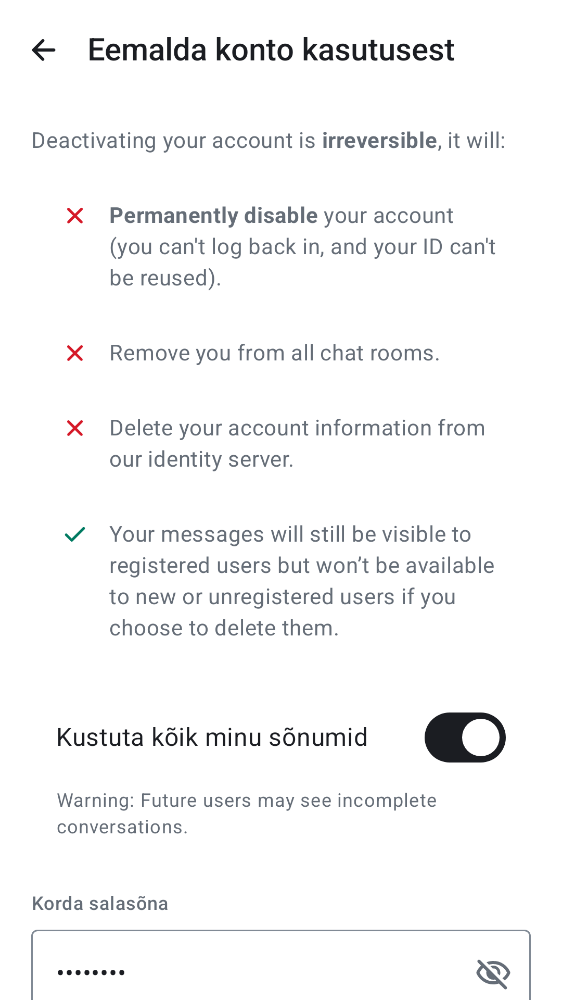 Eemalda konto kasutusest
Deactivating your account is irreversible, it will:
Permanently disable your account
(you can't log back in, and your ID can't
be reused).
Remove you from all chat rooms.
Delete your account information from
our identity server.
Your messages will still be visible to
registered users but won’t be available
to new or unregistered users if you
choose to delete them.
Kustuta kõik minu sõnumid
Warning: Future users may see incomplete
conversations.
Korda salasõna
••••••••